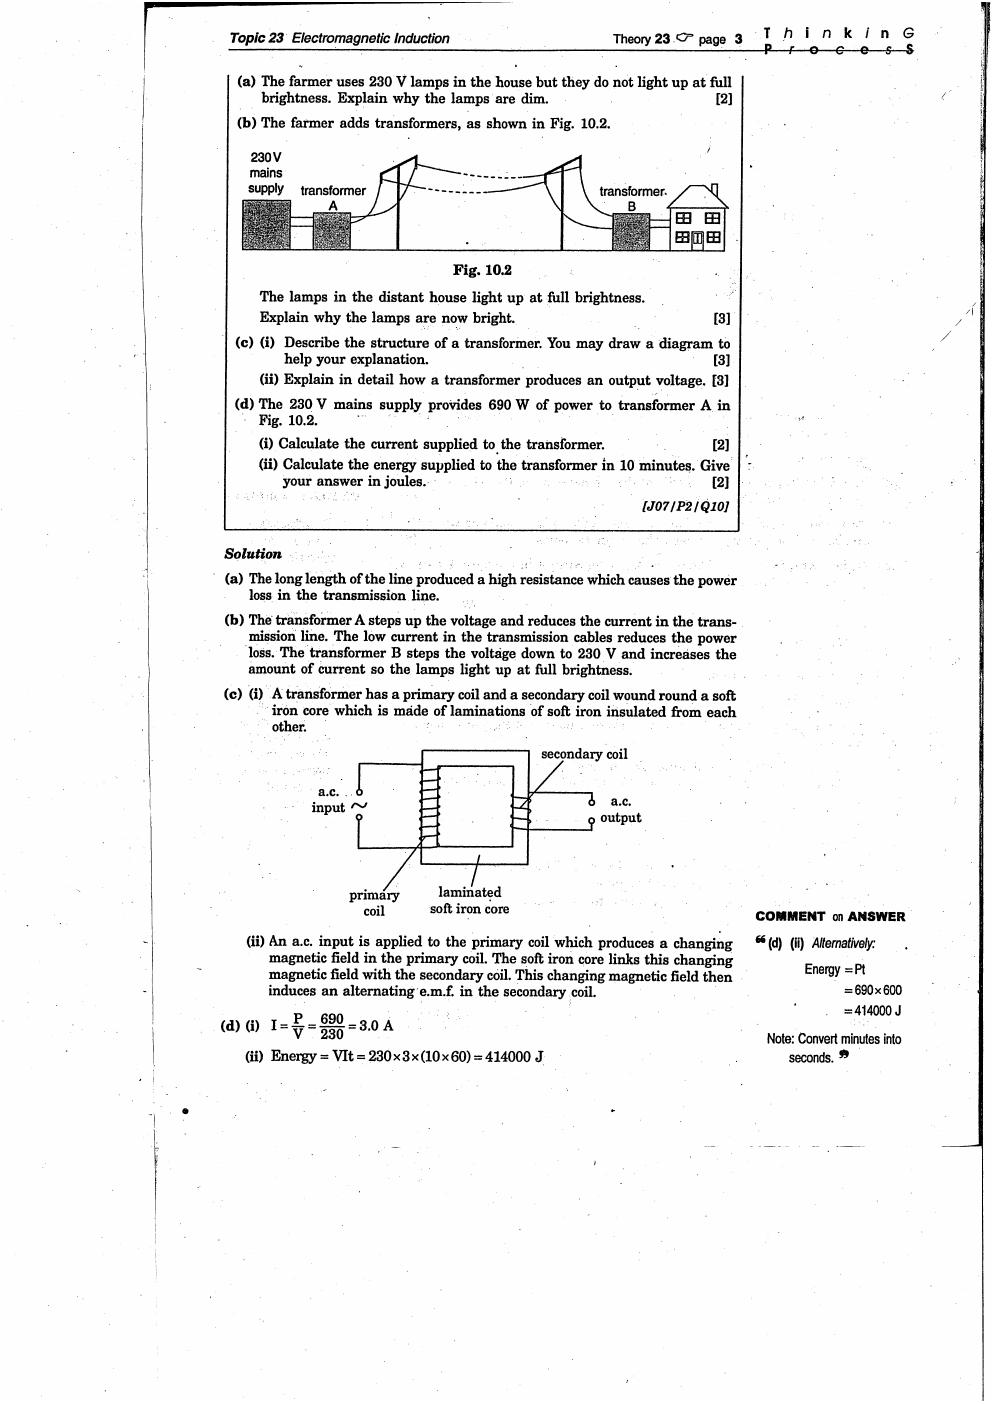 Topic 23 Electromagnetic Induction
Theory 23 ☞ page 3
ThinkinG
ProcesS
(a) The farmer uses 230 V lamps in the house but they do not light up at full
brightness. Explain why the lamps are dim. [2]
(b) The farmer adds transformers, as shown in Fig. 10.2.
230 V
mains
supply
transformer
A
transformer
B
Fig. 10.2
The lamps in the distant house light up at full brightness.
Explain why the lamps are now bright. [3]
(c) (i) Describe the structure of a transformer. You may draw a diagram to
help your explanation. [3]
(ii) Explain in detail how a transformer produces an output voltage. [3]
(d) The 230 V mains supply provides 690 W of power to transformer A in
Fig. 10.2.
(i) Calculate the current supplied to the transformer. [2]
(ii) Calculate the energy supplied to the transformer in 10 minutes. Give
your answer in joules. [2]
[J07/P2/Q10]
Solution
(a) The long length of the line produced a high resistance which causes the power
loss in the transmission line.
(b) The transformer A steps up the voltage and reduces the current in the trans-
mission line. The low current in the transmission cables reduces the power
loss. The transformer B steps the voltage down to 230 V and increases the
amount of current so the lamps light up at full brightness.
(c) (i) A transformer has a primary coil and a secondary coil wound round a soft
iron core which is made of laminations of soft iron insulated from each
other.
secondary coil
a.c.
input
a.c.
output
primary
coil
laminated
soft iron core
(ii) An a.c. input is applied to the primary coil which produces a changing
magnetic field in the primary coil. The soft iron core links this changing
magnetic field with the secondary coil. This changing magnetic field then
induces an alternating e.m.f. in the secondary coil.
(d) (i) I = P/V = 690/230 = 3.0 A
(ii) Energy = VIt = 230 × 3 × (10 × 60) = 414000 J
COMMENT on ANSWER
❝ (d) (ii) Alternatively:
Energy = Pt
= 690 × 600
= 414000 J
Note: Convert minutes into
seconds. ❞